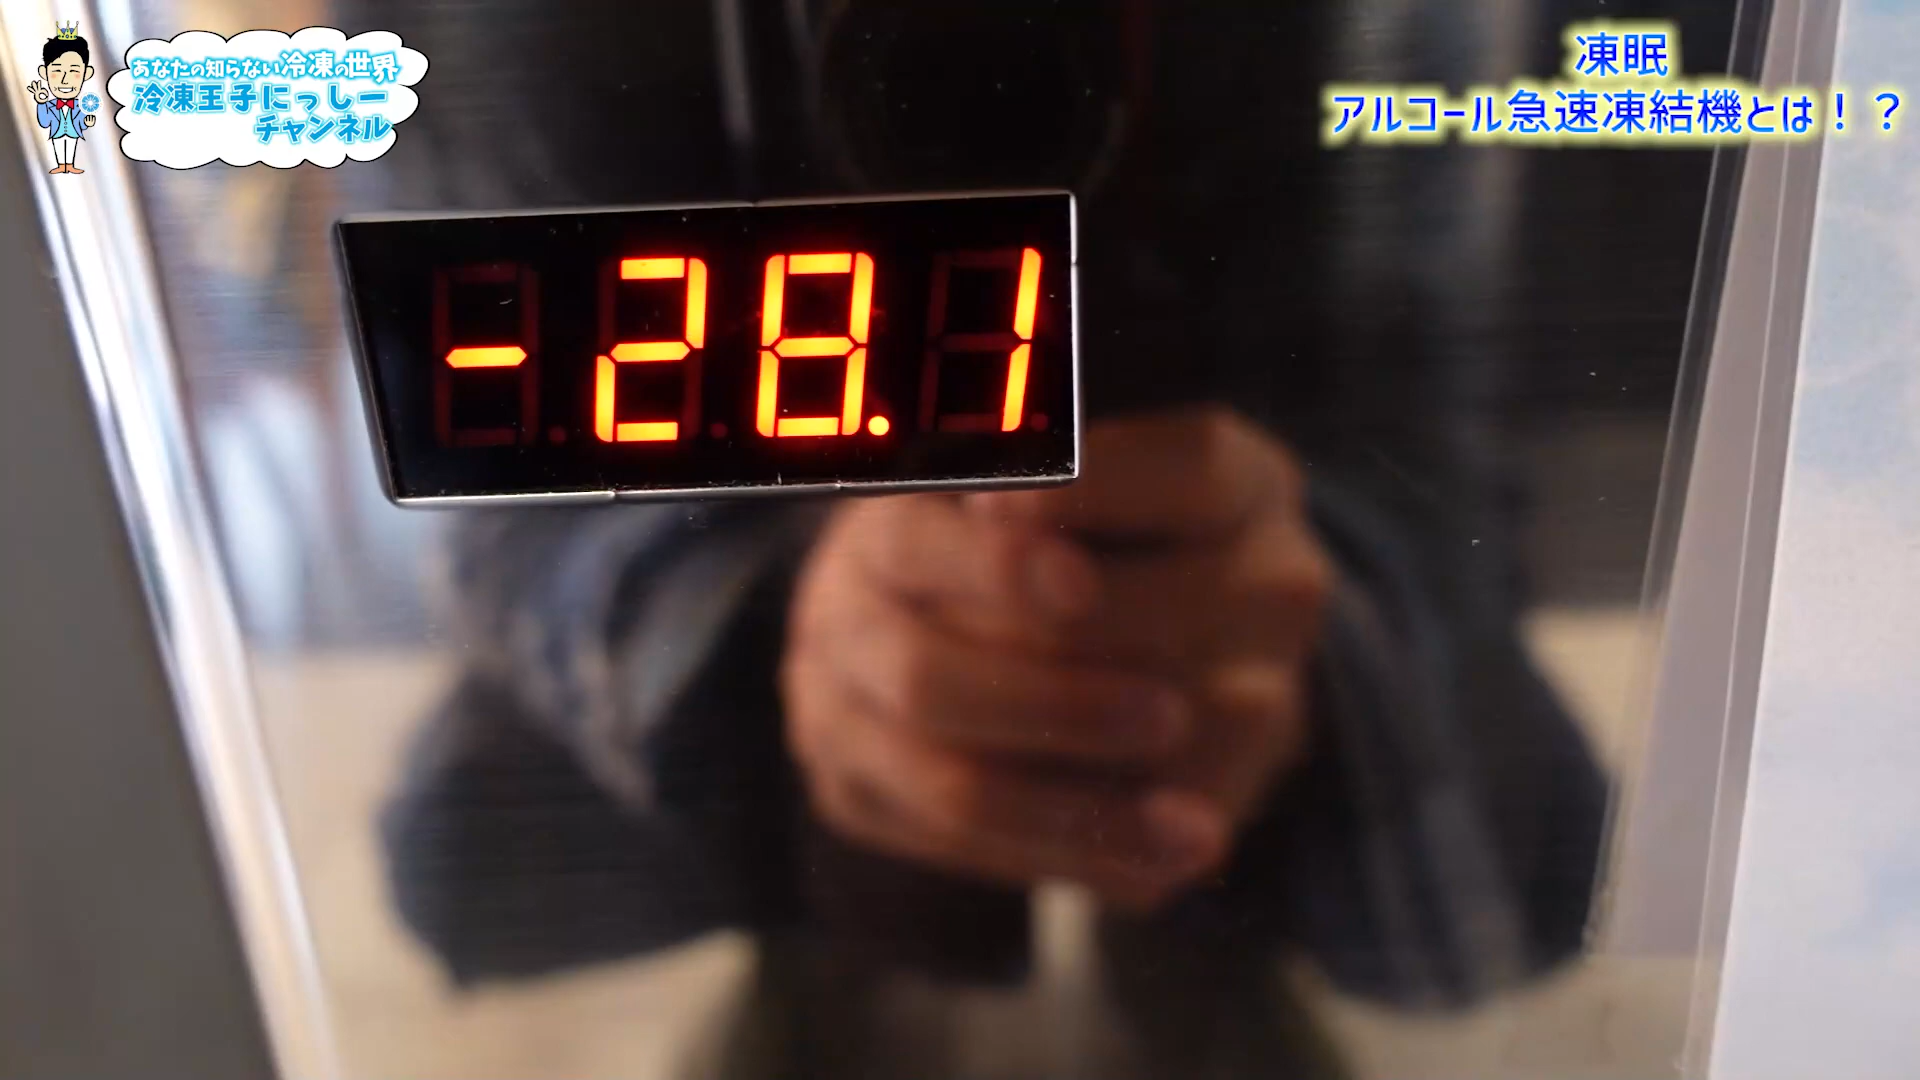 あなたの知らない冷凍の世界
冷凍王子にっしー
チャンネル
凍眠
アルコール急速凍結機とは！？
-28.1